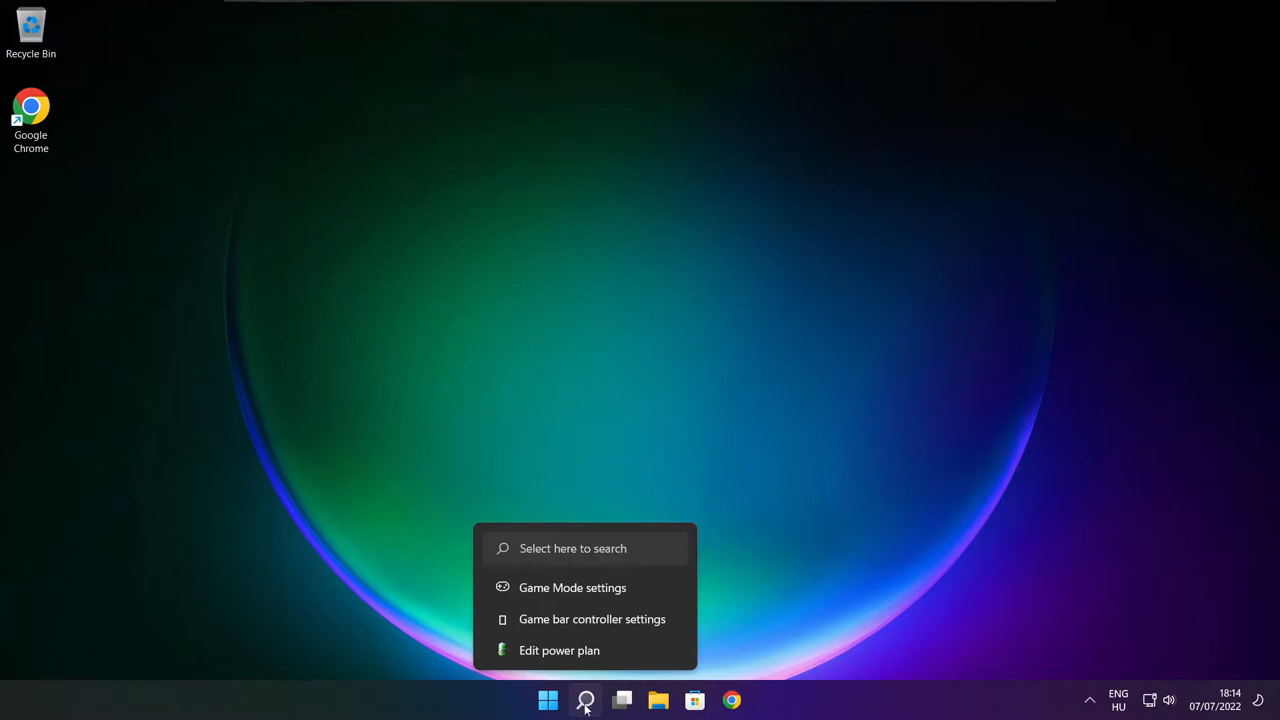 Recycle Bin
Google
Chrome
Select here to search
Game Mode settings
Game bar controller settings
Edit power plan
ENG
HU
18:14
07/07/2022